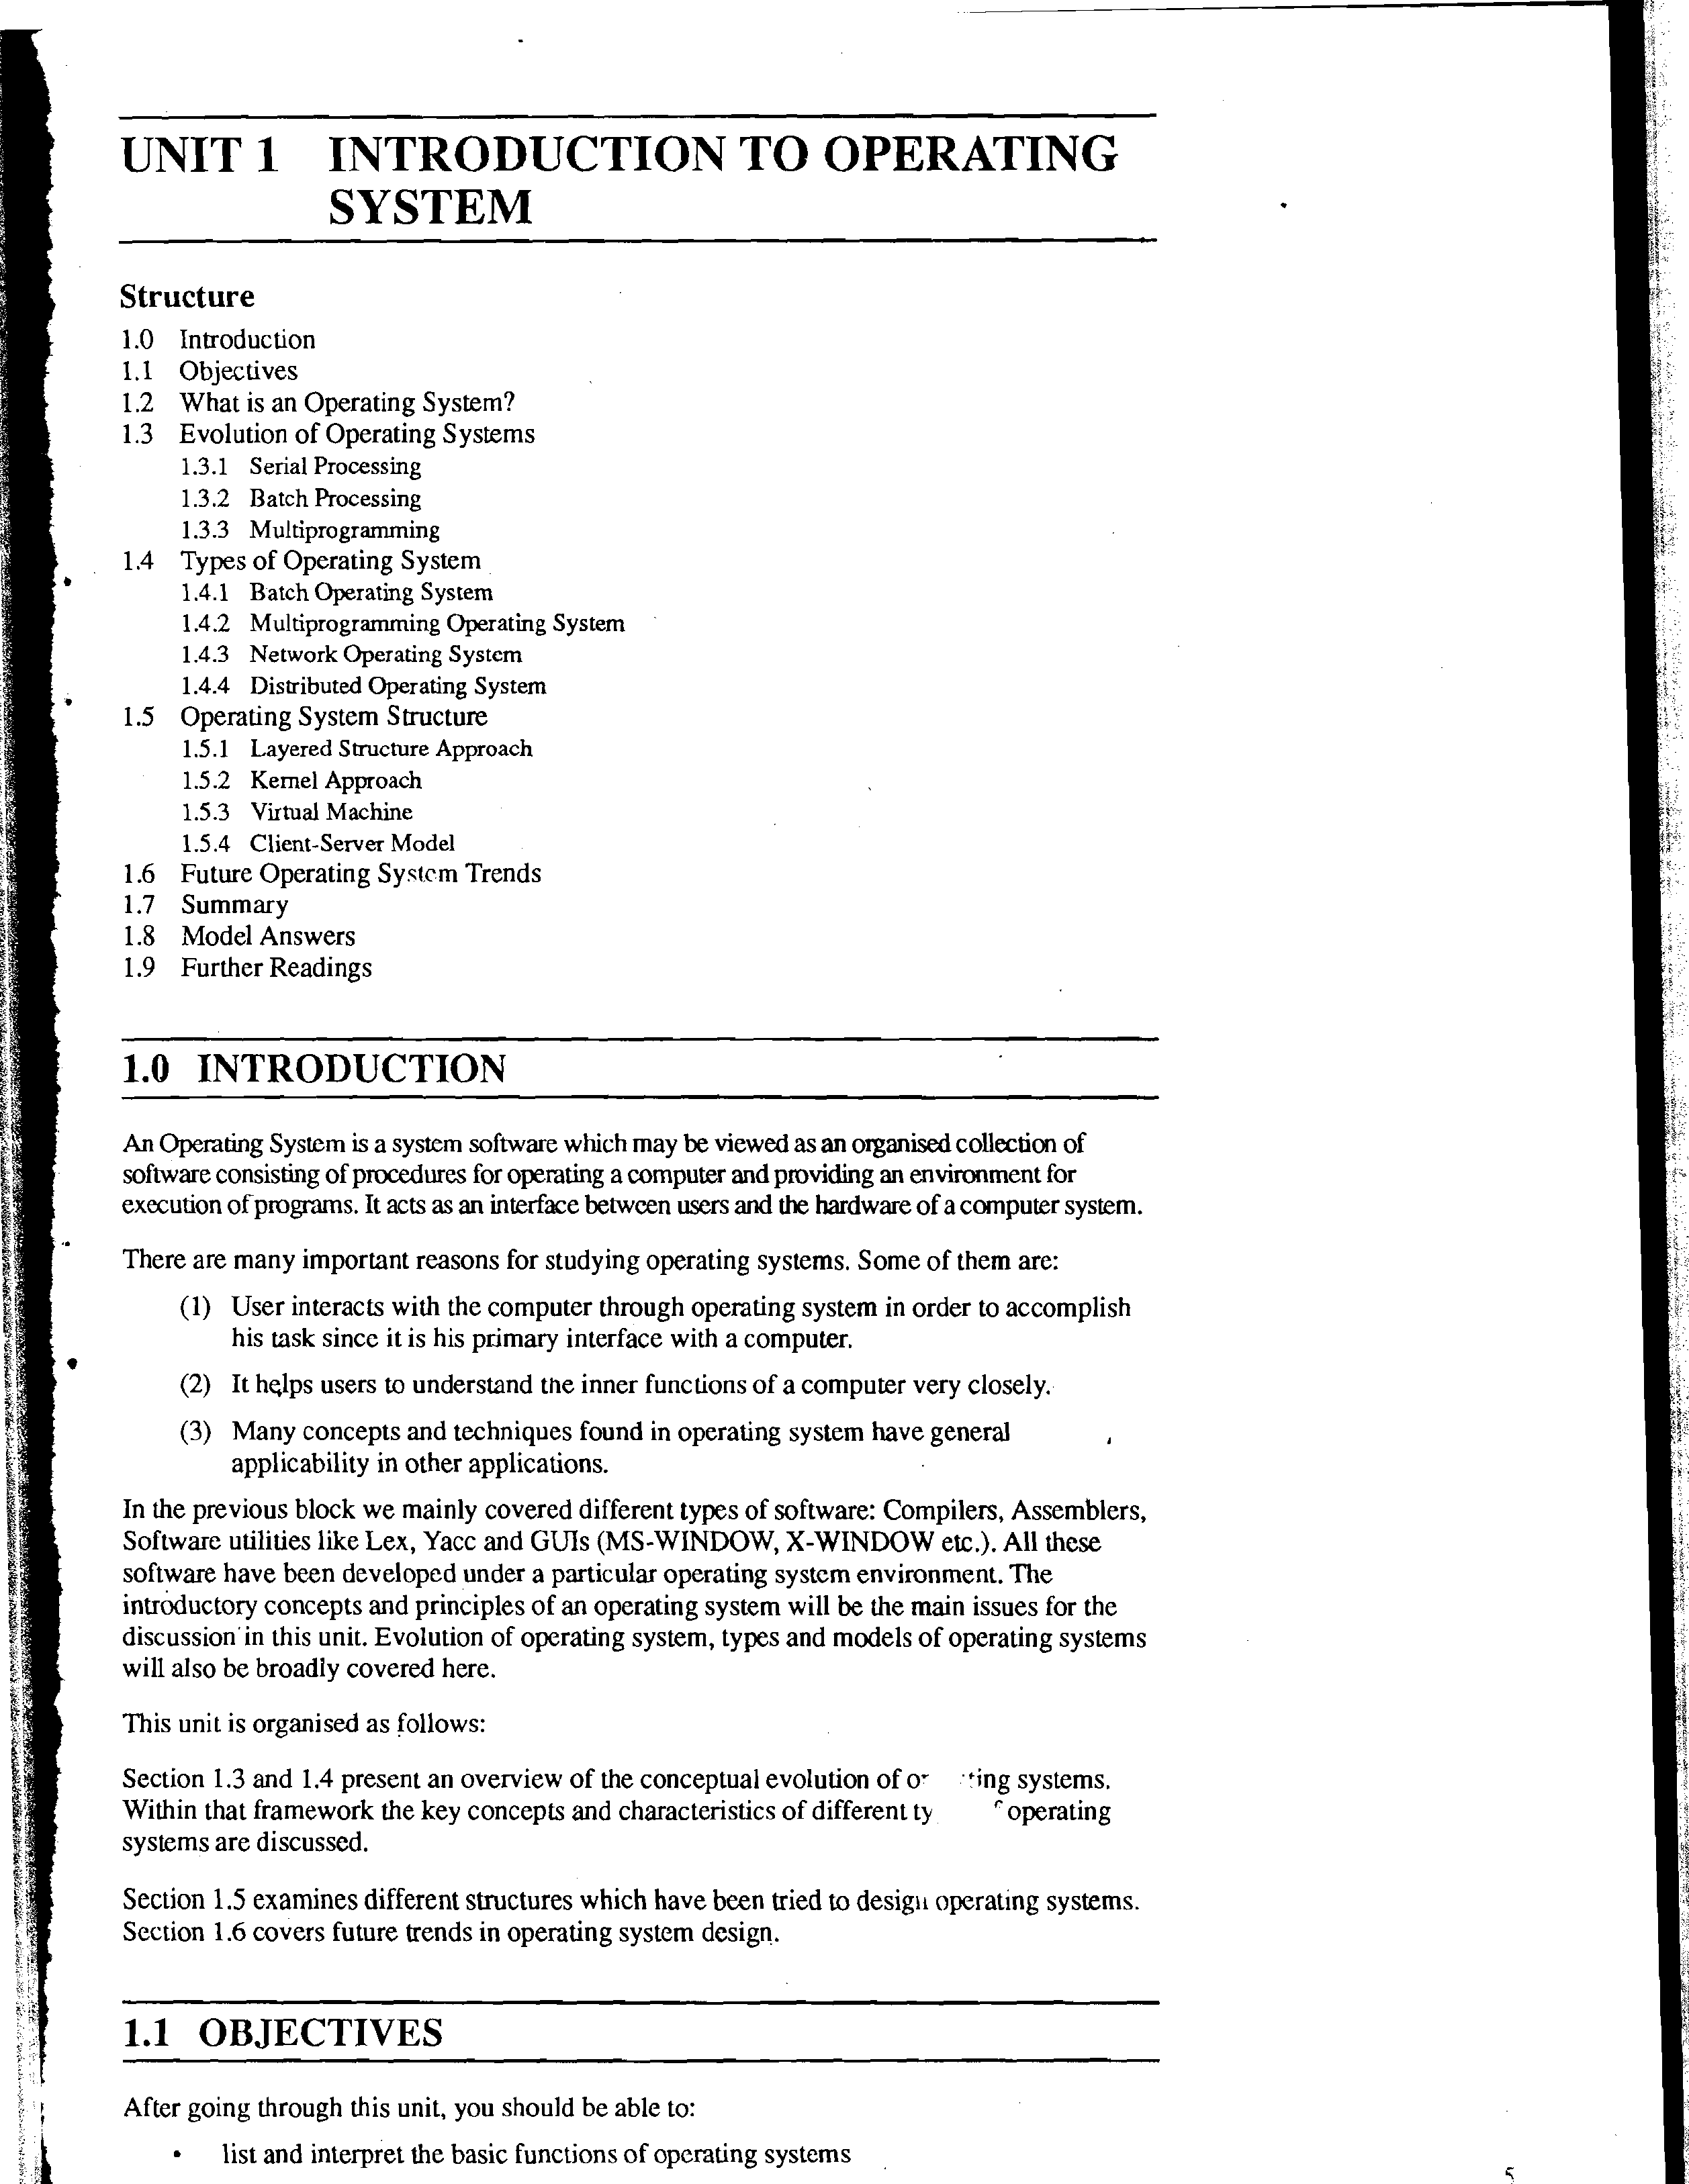 UNIT 1 INTRODUCTION TO OPERATING
SYSTEM
Structure
1.0 Introduction
1.1 Objectives
1.2 What is an Operating System?
1.3 Evolution of Operating Systems
1.3.1 Serial Processing
1.3.2 Batch Processing
1.3.3 Multiprogramming
1.4 Types of Operating System
1.4.1 Batch Operating System
1.4.2 Multiprogramming Operating System
1.4.3 Network Operating System
1.4.4 Distributed Operating System
1.5 Operating System Structure
1.5.1 Layered Structure Approach
1.5.2 Kernel Approach
1.5.3 Virtual Machine
1.5.4 Client-Server Model
1.6 Future Operating System Trends
1.7 Summary
1.8 Model Answers
1.9 Further Readings
1.0 INTRODUCTION
An Operating System is a system software which may be viewed as an organised collection of
software consisting of procedures for operating a computer and providing an environment for
execution of programs. It acts as an interface between users and the hardware of a computer system.
There are many important reasons for studying operating systems. Some of them are:
(1) User interacts with the computer through operating system in order to accomplish
his task since it is his primary interface with a computer.
(2) It helps users to understand the inner functions of a computer very closely.
(3) Many concepts and techniques found in operating system have general
applicability in other applications.
In the previous block we mainly covered different types of software: Compilers, Assemblers,
Software utilities like Lex, Yacc and GUIs (MS-WINDOW, X-WINDOW etc.). All these
software have been developed under a particular operating system environment. The
introductory concepts and principles of an operating system will be the main issues for the
discussion in this unit. Evolution of operating system, types and models of operating systems
will also be broadly covered here.
This unit is organised as follows:
Section 1.3 and 1.4 present an overview of the conceptual evolution of systems.
Within that framework the key concepts and characteristics of different operating
systems are discussed.
Section 1.5 examines different structures which have been tried to design operating systems.
Section 1.6 covers future trends in operating system design.
1.1 OBJECTIVES
After going through this unit, you should be able to:
• list and interpret the basic functions of operating systems